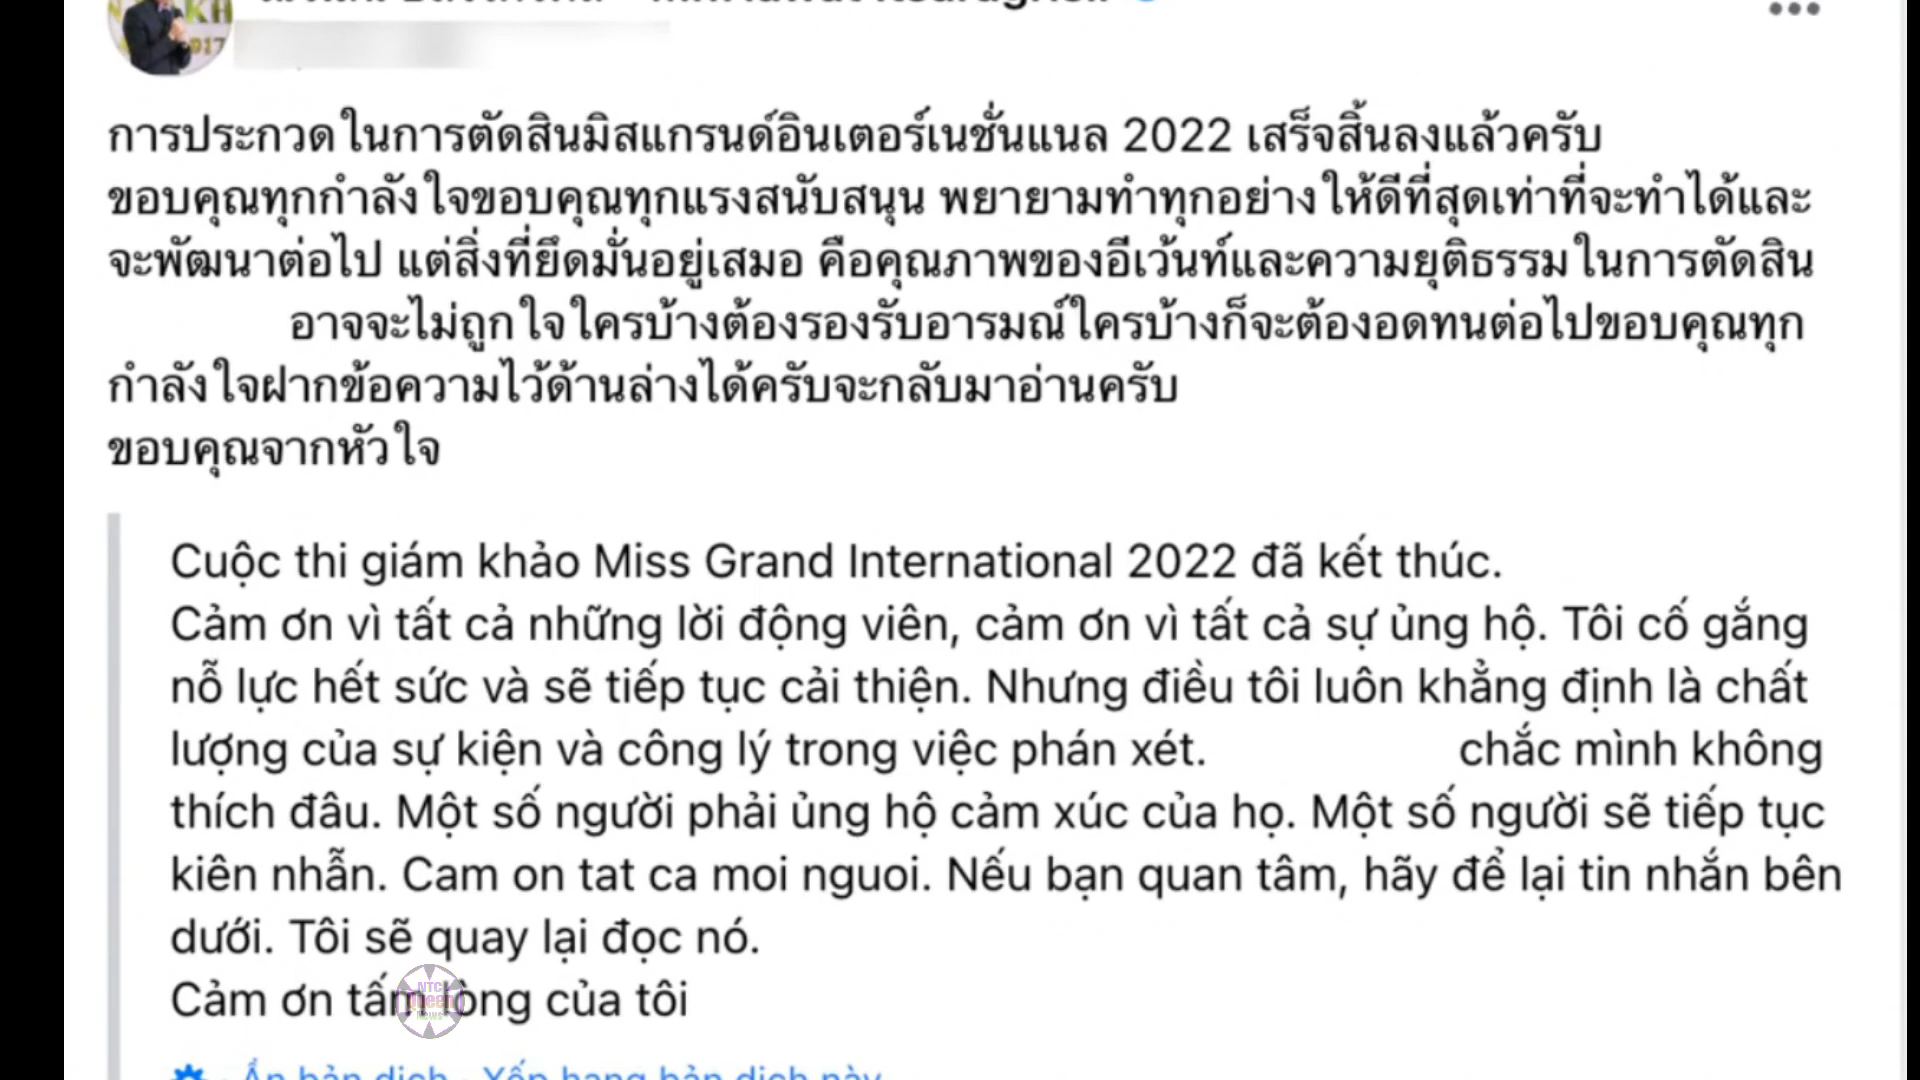 การประกวดในการตัดสินมิสแกรนด์อินเตอร์เนชั่นแนล 2022 เสร็จสิ้นลงแล้วครับ
ขอบคุณทุกกำลังใจขอบคุณทุกแรงสนับสนุน พยายามทำทุกอย่างให้ดีที่สุดเท่าที่จะทำได้และ
จะพัฒนาต่อไป แต่สิ่งที่ยึดมั่นอยู่เสมอ คือคุณภาพของอีเว้นท์และความยุติธรรมในการตัดสิน
อาจจะไม่ถูกใจใครบ้างต้องรองรับอารมณ์ใครบ้างก็จะต้องอดทนต่อไปขอบคุณทุก
กำลังใจฝากข้อความไว้ด้านล่างได้ครับจะกลับมาอ่านครับ
ขอบคุณจากหัวใจ
Cuộc thi giám khảo Miss Grand International 2022 đã kết thúc.
Cảm ơn vì tất cả những lời động viên, cảm ơn vì tất cả sự ủng hộ. Tôi cố gắng
nỗ lực hết sức và sẽ tiếp tục cải thiện. Nhưng điều tôi luôn khẳng định là chất
lượng của sự kiện và công lý trong việc phán xét. chắc mình không
thích đâu. Một số người phải ủng hộ cảm xúc của họ. Một số người sẽ tiếp tục
kiên nhẫn. Cam on tat ca moi nguoi. Nếu bạn quan tâm, hãy để lại tin nhắn bên
dưới. Tôi sẽ quay lại đọc nó.
Cảm ơn tấm lòng của tôi
NTC
Queen
News
Ẩn bản dịch · Xếp hạng bản dịch này